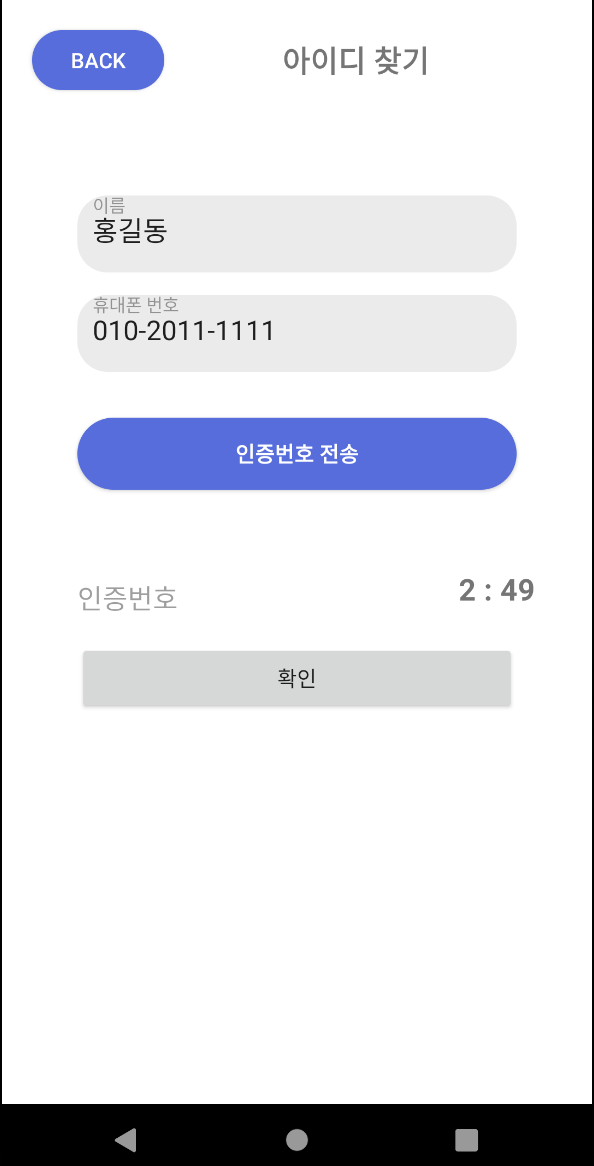 BACK
아이디 찾기
이름
홍길동
휴대폰 번호
010-2011-1111
인증번호 전송
인증번호
2 : 49
확인